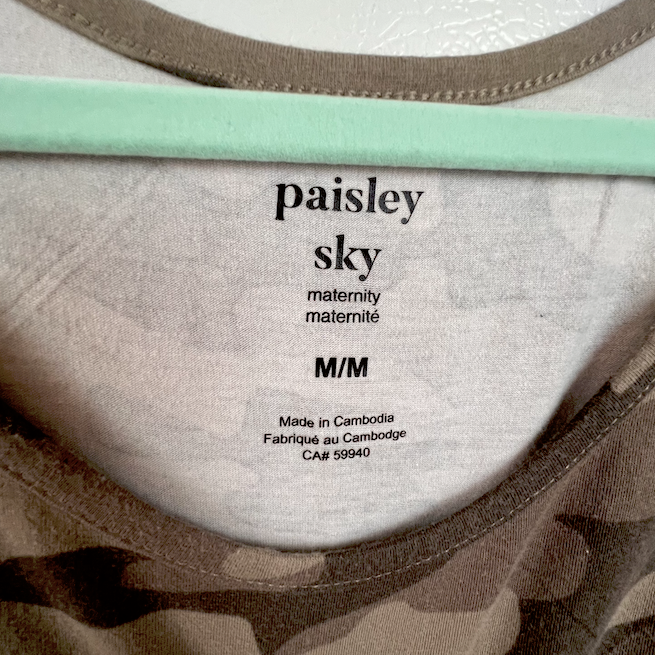 paisley
sky
maternity
maternité
M/M
Made in Cambodia
Fabriqué au Cambodge
CA# 59940